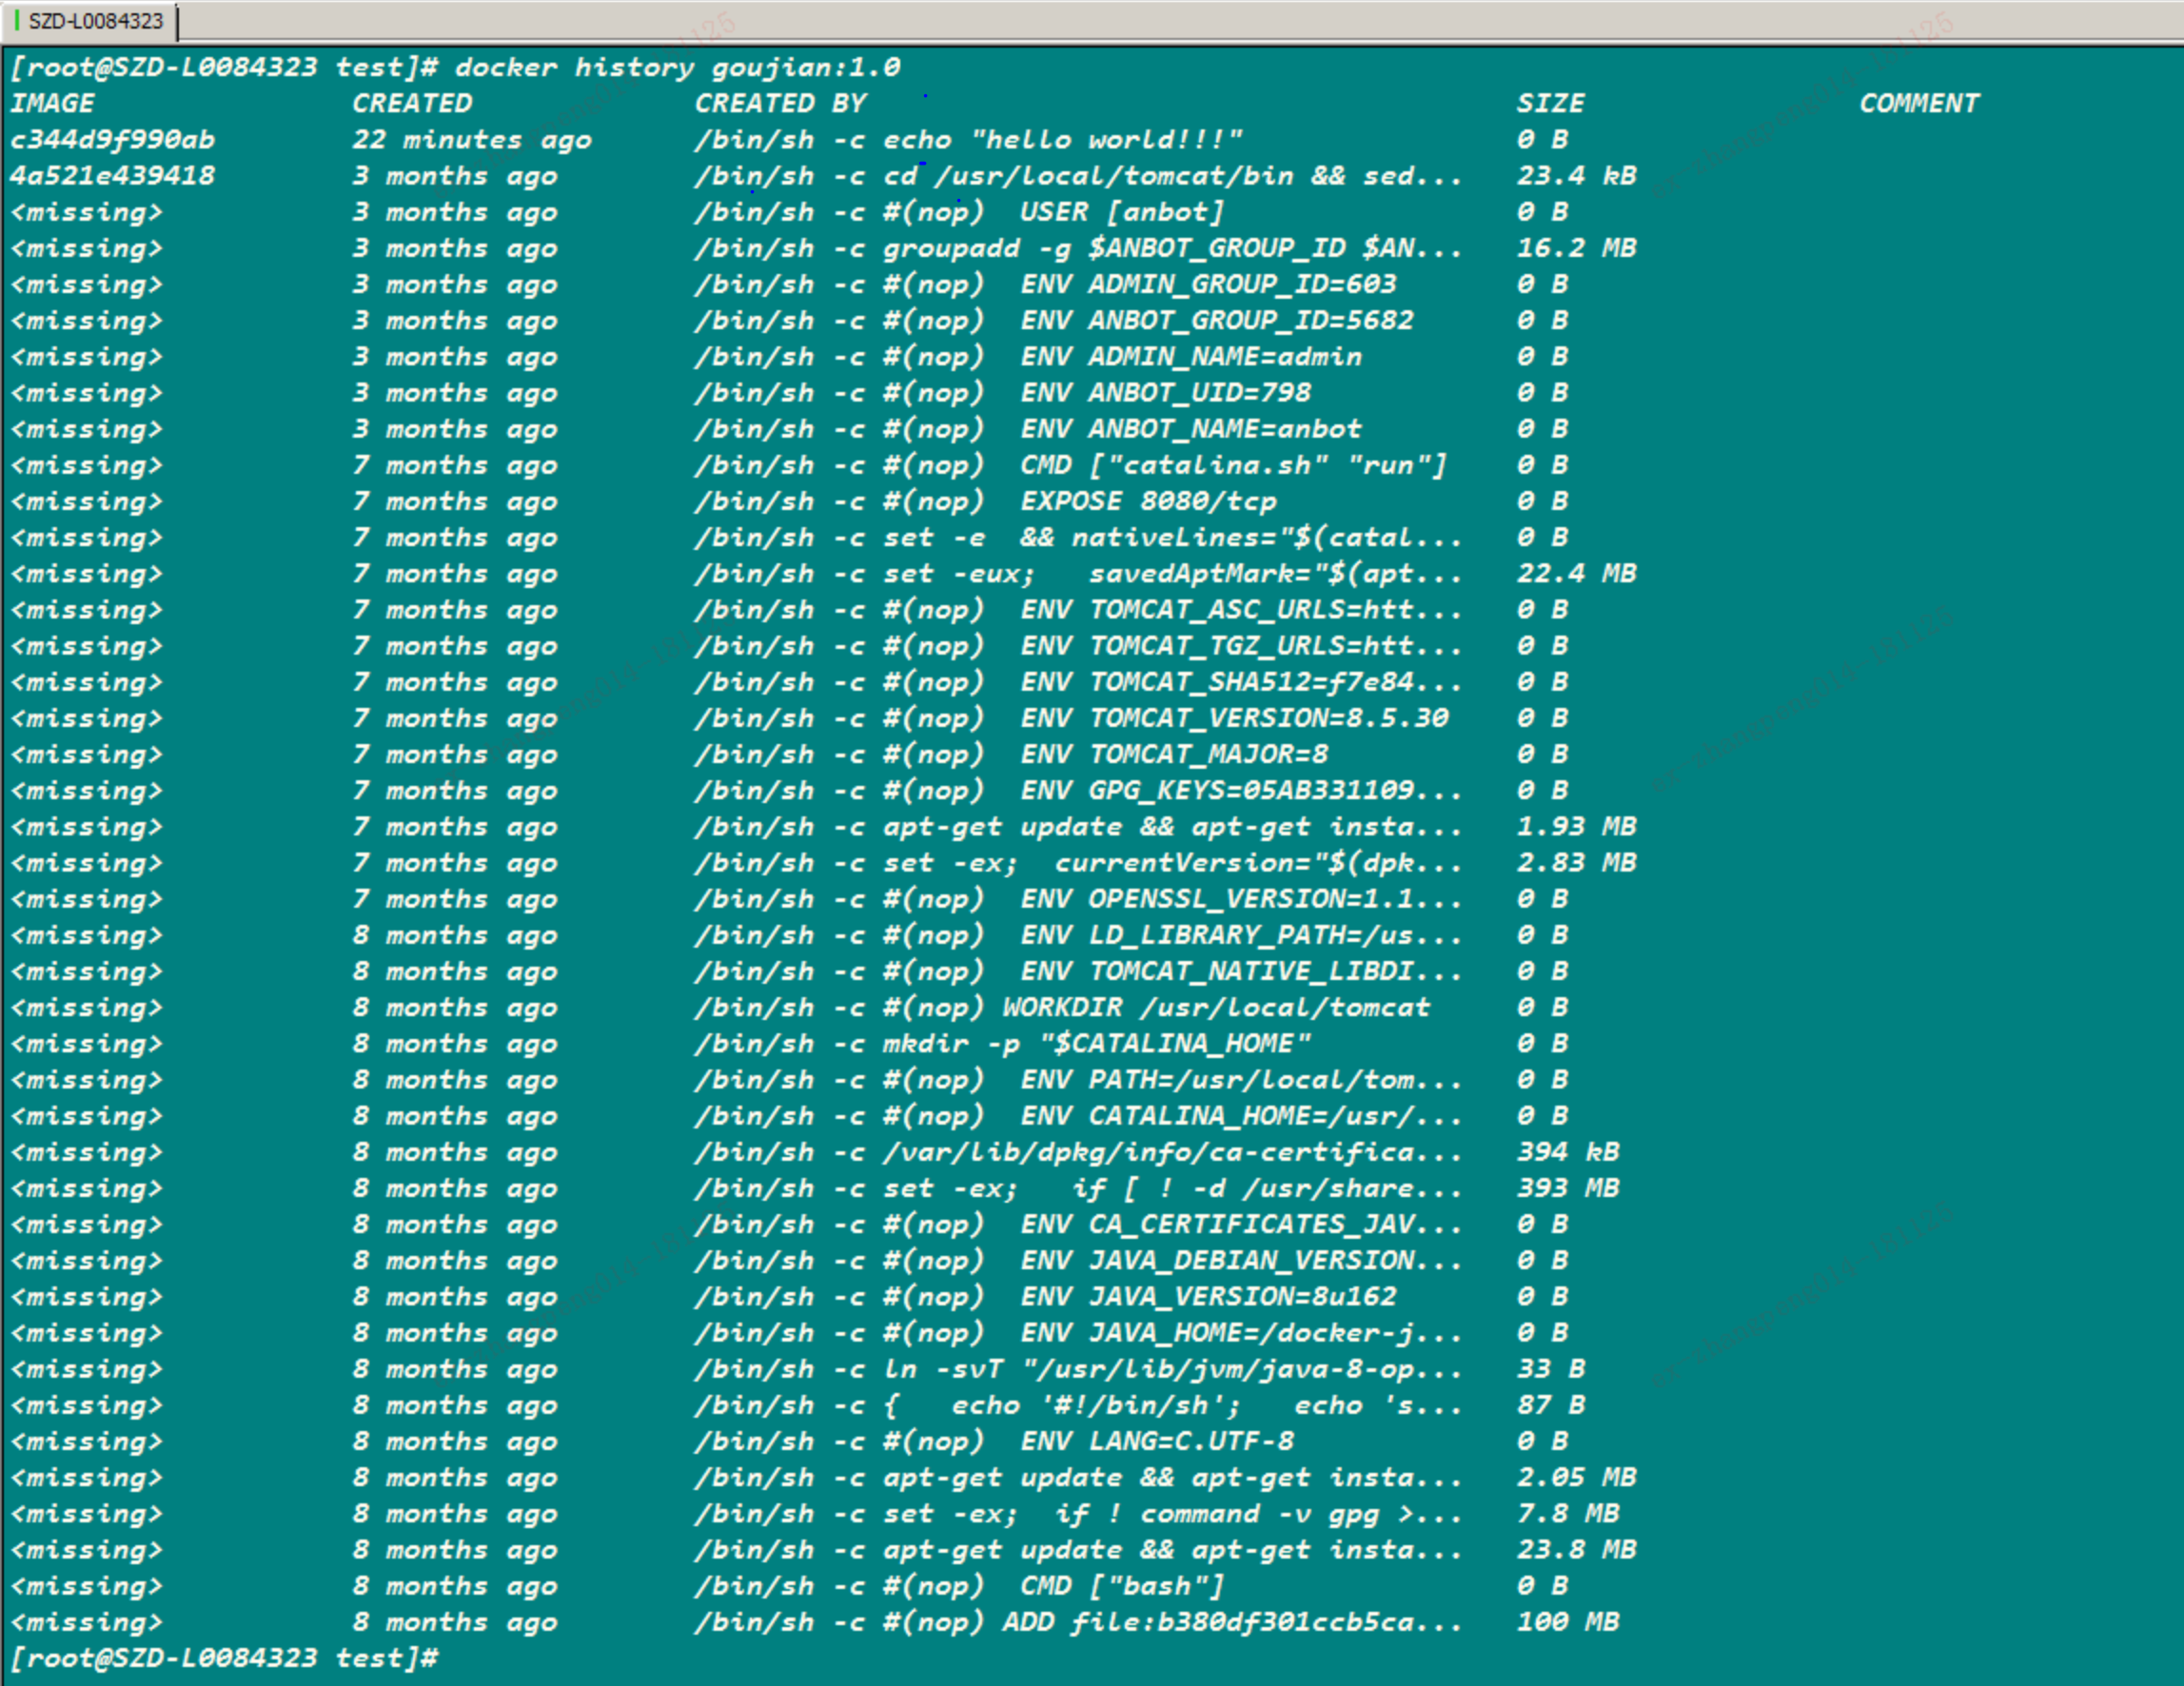 SZD-L0084323
[root@SZD-L0084323 test]# docker history goujian:1.0
IMAGE CREATED CREATED BY SIZE COMMENT
c344d9f990ab 22 minutes ago /bin/sh -c echo "hello world!!!" 0 B
4a521e439418 3 months ago /bin/sh -c cd /usr/local/tomcat/bin && sed... 23.4 kB
<missing> 3 months ago /bin/sh -c #(nop) USER [anbot] 0 B
<missing> 3 months ago /bin/sh -c groupadd -g $ANBOT_GROUP_ID $AN... 16.2 MB
<missing> 3 months ago /bin/sh -c #(nop) ENV ADMIN_GROUP_ID=603 0 B
<missing> 3 months ago /bin/sh -c #(nop) ENV ANBOT_GROUP_ID=5682 0 B
<missing> 3 months ago /bin/sh -c #(nop) ENV ADMIN_NAME=admin 0 B
<missing> 3 months ago /bin/sh -c #(nop) ENV ANBOT_UID=798 0 B
<missing> 3 months ago /bin/sh -c #(nop) ENV ANBOT_NAME=anbot 0 B
<missing> 7 months ago /bin/sh -c #(nop) CMD ["catalina.sh" "run"] 0 B
<missing> 7 months ago /bin/sh -c #(nop) EXPOSE 8080/tcp 0 B
<missing> 7 months ago /bin/sh -c set -e && nativeLines="$(catal... 0 B
<missing> 7 months ago /bin/sh -c set -eux; savedAptMark="$(apt... 22.4 MB
<missing> 7 months ago /bin/sh -c #(nop) ENV TOMCAT_ASC_URLS=htt... 0 B
<missing> 7 months ago /bin/sh -c #(nop) ENV TOMCAT_TGZ_URLS=htt... 0 B
<missing> 7 months ago /bin/sh -c #(nop) ENV TOMCAT_SHA512=f7e84... 0 B
<missing> 7 months ago /bin/sh -c #(nop) ENV TOMCAT_VERSION=8.5.30 0 B
<missing> 7 months ago /bin/sh -c #(nop) ENV TOMCAT_MAJOR=8 0 B
<missing> 7 months ago /bin/sh -c #(nop) ENV GPG_KEYS=05AB331109... 0 B
<missing> 7 months ago /bin/sh -c apt-get update && apt-get insta... 1.93 MB
<missing> 7 months ago /bin/sh -c set -ex; currentVersion="$(dpk... 2.83 MB
<missing> 7 months ago /bin/sh -c #(nop) ENV OPENSSL_VERSION=1.1... 0 B
<missing> 8 months ago /bin/sh -c #(nop) ENV LD_LIBRARY_PATH=/us... 0 B
<missing> 8 months ago /bin/sh -c #(nop) ENV TOMCAT_NATIVE_LIBDI... 0 B
<missing> 8 months ago /bin/sh -c #(nop) WORKDIR /usr/local/tomcat 0 B
<missing> 8 months ago /bin/sh -c mkdir -p "$CATALINA_HOME" 0 B
<missing> 8 months ago /bin/sh -c #(nop) ENV PATH=/usr/local/tom... 0 B
<missing> 8 months ago /bin/sh -c #(nop) ENV CATALINA_HOME=/usr/... 0 B
<missing> 8 months ago /bin/sh -c /var/lib/dpkg/info/ca-certifica... 394 kB
<missing> 8 months ago /bin/sh -c set -ex; if [ ! -d /usr/share... 393 MB
<missing> 8 months ago /bin/sh -c #(nop) ENV CA_CERTIFICATES_JAV... 0 B
<missing> 8 months ago /bin/sh -c #(nop) ENV JAVA_DEBIAN_VERSION... 0 B
<missing> 8 months ago /bin/sh -c #(nop) ENV JAVA_VERSION=8u162 0 B
<missing> 8 months ago /bin/sh -c #(nop) ENV JAVA_HOME=/docker-j... 0 B
<missing> 8 months ago /bin/sh -c ln -svT "/usr/lib/jvm/java-8-op... 33 B
<missing> 8 months ago /bin/sh -c { echo '#!/bin/sh'; echo 's... 87 B
<missing> 8 months ago /bin/sh -c #(nop) ENV LANG=C.UTF-8 0 B
<missing> 8 months ago /bin/sh -c apt-get update && apt-get insta... 2.05 MB
<missing> 8 months ago /bin/sh -c set -ex; if ! command -v gpg >... 7.8 MB
<missing> 8 months ago /bin/sh -c apt-get update && apt-get insta... 23.8 MB
<missing> 8 months ago /bin/sh -c #(nop) CMD ["bash"] 0 B
<missing> 8 months ago /bin/sh -c #(nop) ADD file:b380df301ccb5ca... 100 MB
[root@SZD-L0084323 test]#